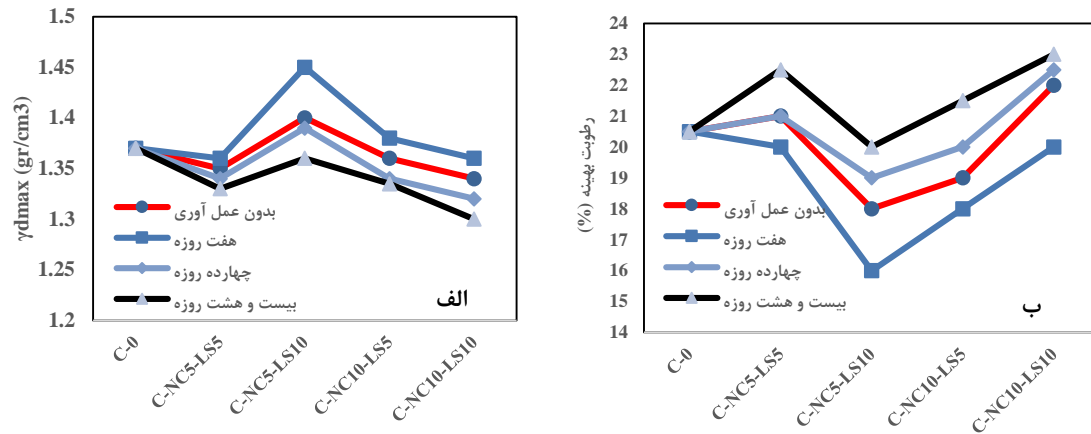 γdmax (gr/cm3)
1.5
1.45
1.4
1.35
1.3
1.25
1.2
بدون عمل آوری
هفت روزه
چهارده روزه
بیست و هشت روزه
الف
C-0
C-NC5-LS5
C-NC5-LS10
C-NC10-LS5
C-NC10-LS10
رطوبت بهینه (%)
24
23
22
21
20
19
18
17
16
15
14
بدون عمل آوری
هفت روزه
چهارده روزه
بیست و هشت روزه
ب
C-0
C-NC5-LS5
C-NC5-LS10
C-NC10-LS5
C-NC10-LS10